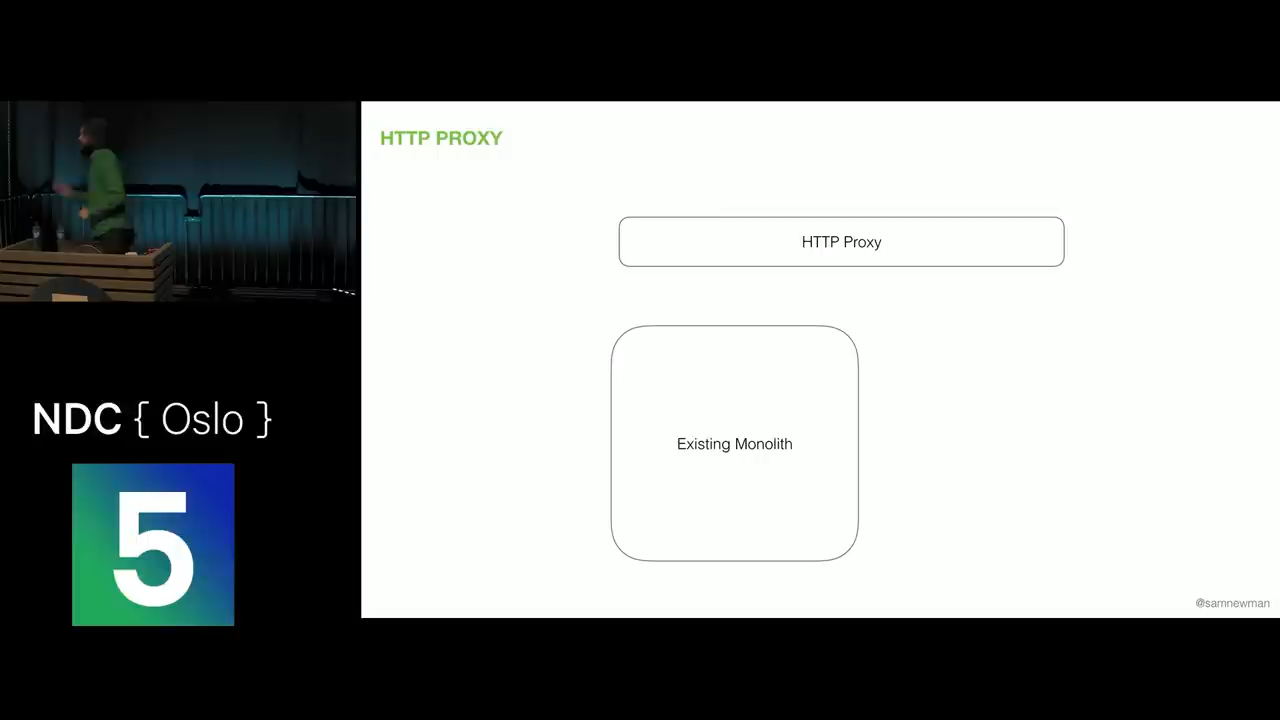 HTTP PROXY
HTTP Proxy
Existing Monolith
NDC { Oslo }
5
@samnewman